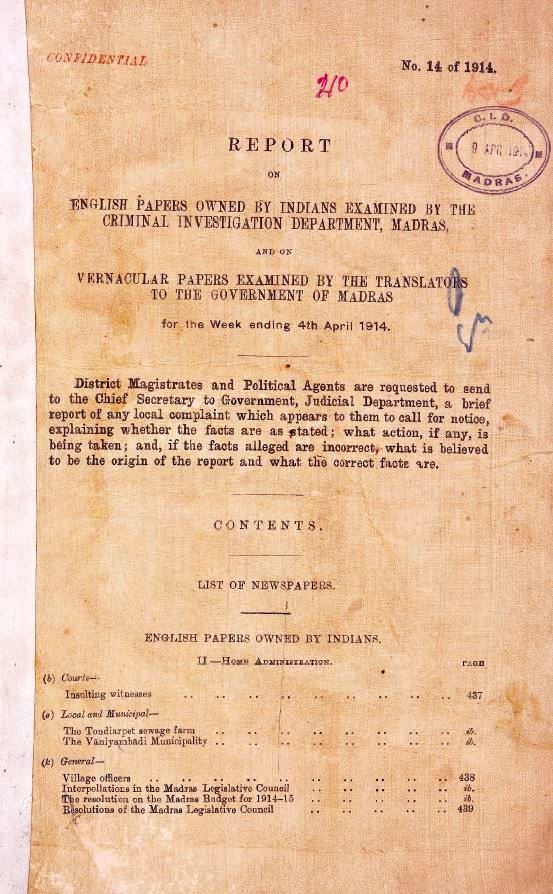 CONFIDENTIAL
No. 14 of 1914.
210
C. I. D.
9 APR 191
MADRAS.
REPORT
ON
ENGLISH PAPERS OWNED BY INDIANS EXAMINED BY THE
CRIMINAL INVESTIGATION DEPARTMENT, MADRAS,
AND ON
VERNACULAR PAPERS EXAMINED BY THE TRANSLATORS
TO THE GOVERNMENT OF MADRAS
for the Week ending 4th April 1914.
District Magistrates and Political Agents are requested to send
to the Chief Secretary to Government, Judicial Department, a brief
report of any local complaint which appears to them to call for notice,
explaining whether the facts are as stated; what action, if any, is
being taken; and, if the facts alleged are incorrect, what is believed
to be the origin of the report and what the correct facts are.
CONTENTS.
LIST OF NEWSPAPERS.
ENGLISH PAPERS OWNED BY INDIANS.
II.—HOME ADMINISTRATION.
PAGE
(b) Courts—
Insulting witnesses .. .. .. .. .. .. .. .. 437
(e) Local and Municipal—
The Tondiarpet sewage farm .. .. .. .. .. .. .. .. ib.
The Vāniyambādi Municipality .. .. .. .. .. .. .. .. ib.
(k) General—
Village officers .. .. .. .. .. .. .. .. .. .. 438
Interpellations in the Madras Legislative Council .. .. .. .. .. ib.
The resolution on the Madras Budget for 1914-15 .. .. .. .. .. ib.
Resolutions of the Madras Legislative Council .. .. .. .. .. 439